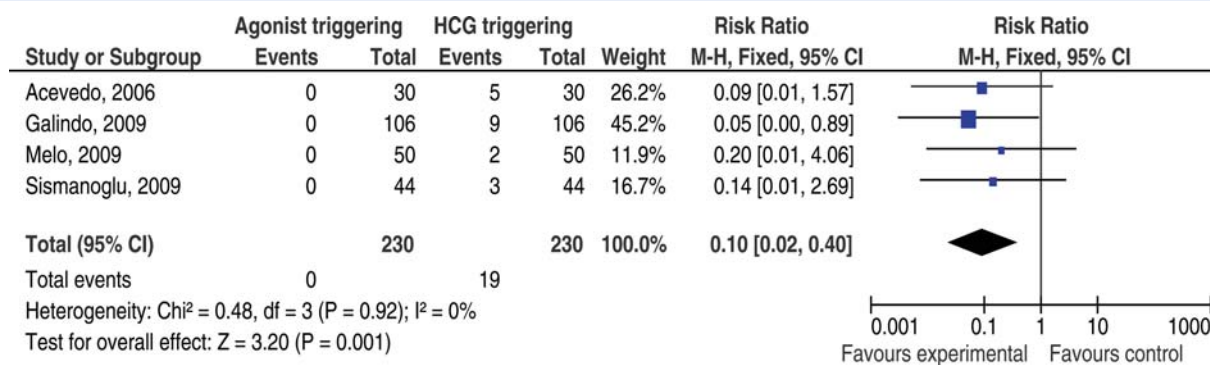 Agonist triggering HCG triggering Risk Ratio Risk Ratio
Study or Subgroup Events Total Events Total Weight M-H, Fixed, 95% CI M-H, Fixed, 95% CI
Acevedo, 2006 0 30 5 30 26.2% 0.09 [0.01, 1.57]
Galindo, 2009 0 106 9 106 45.2% 0.05 [0.00, 0.89]
Melo, 2009 0 50 2 50 11.9% 0.20 [0.01, 4.06]
Sismanoglu, 2009 0 44 3 44 16.7% 0.14 [0.01, 2.69]
Total (95% CI) 230 230 100.0% 0.10 [0.02, 0.40]
Total events 0 19
Heterogeneity: Chi² = 0.48, df = 3 (P = 0.92); I² = 0%
Test for overall effect: Z = 3.20 (P = 0.001)
0.001 0.1 1 10 1000
Favours experimental Favours control